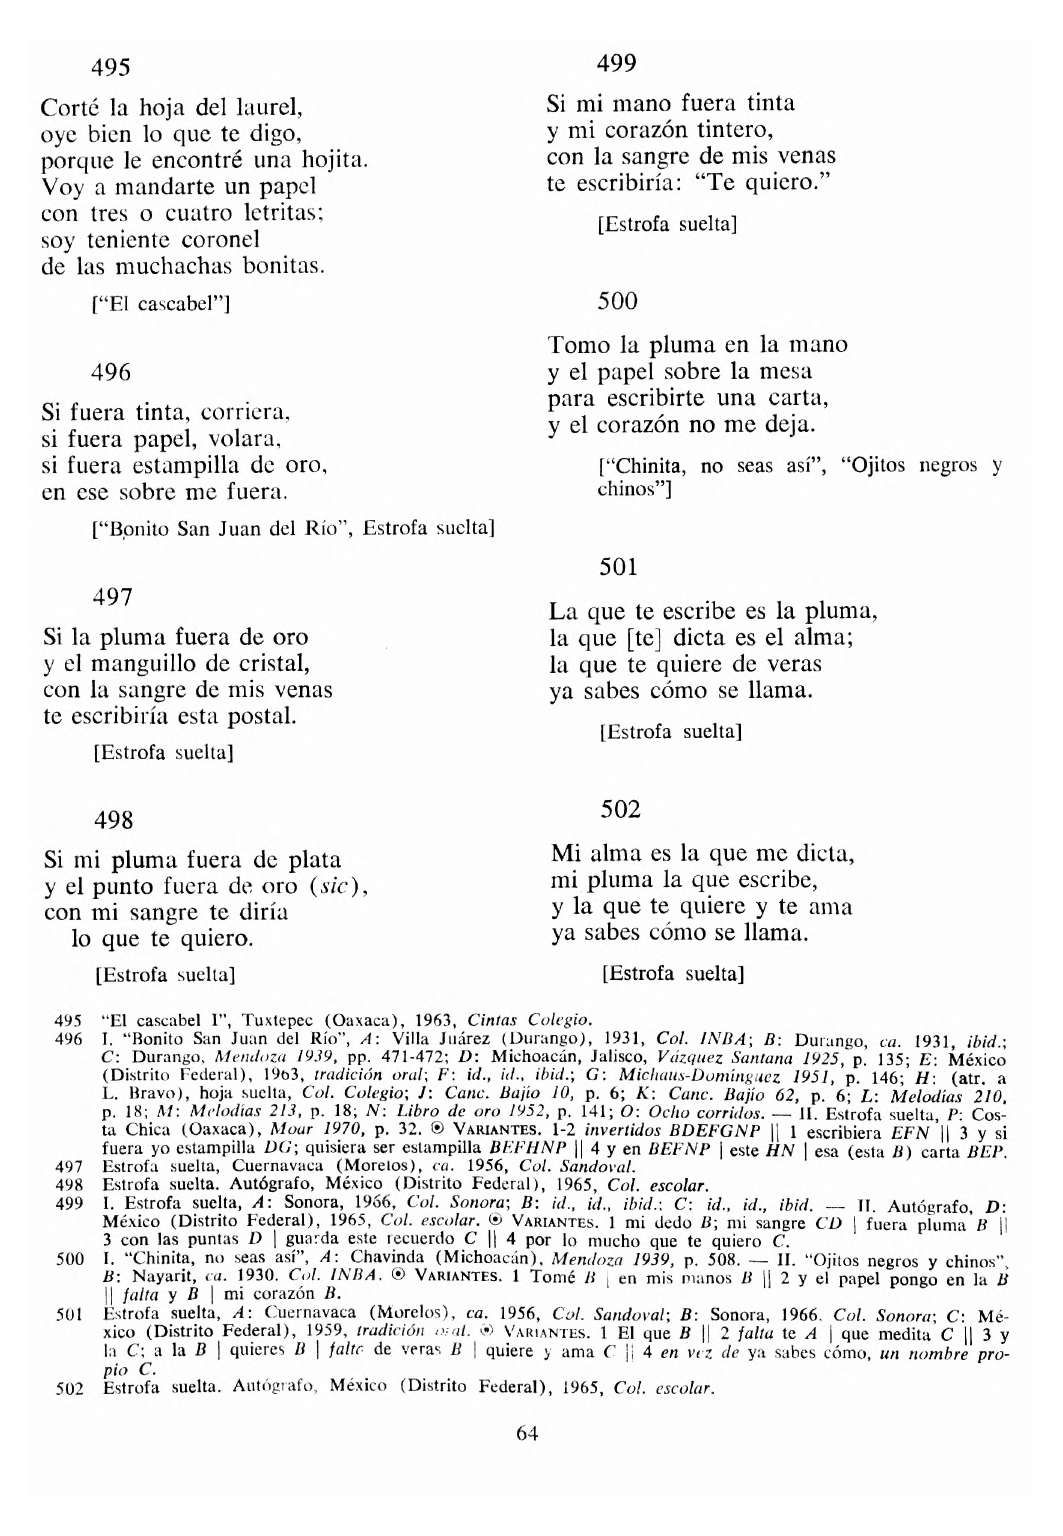 495
Corté la hoja del laurel,
oye bien lo que te digo,
porque le encontré una hojita.
Voy a mandarte un papel
con tres o cuatro letritas;
soy teniente coronel
de las muchachas bonitas.
[“El cascabel”]
496
Si fuera tinta, corriera,
si fuera papel, volara,
si fuera estampilla de oro,
en ese sobre me fuera.
[“Bonito San Juan del Río”, Estrofa suelta]
497
Si la pluma fuera de oro
y el manguillo de cristal,
con la sangre de mis venas
te escribiría esta postal.
[Estrofa suelta]
498
Si mi pluma fuera de plata
y el punto fuera de oro (sic),
con mi sangre te diría
lo que te quiero.
[Estrofa suelta]
499
Si mi mano fuera tinta
y mi corazón tintero,
con la sangre de mis venas
te escribiría: “Te quiero.”
[Estrofa suelta]
500
Tomo la pluma en la mano
y el papel sobre la mesa
para escribirte una carta,
y el corazón no me deja.
[“Chinita, no seas así”, “Ojitos negros y
chinos”]
501
La que te escribe es la pluma,
la que [te] dicta es el alma;
la que te quiere de veras
ya sabes cómo se llama.
[Estrofa suelta]
502
Mi alma es la que me dicta,
mi pluma la que escribe,
y la que te quiere y te ama
ya sabes cómo se llama.
[Estrofa suelta]
495 “El cascabel I”, Tuxtepec (Oaxaca), 1963, Cintas Colegio.
496 I. “Bonito San Juan del Río”, A: Villa Juárez (Durango), 1931, Col. INBA; B: Durango, ca. 1931, ibid.;
C: Durango, Mendoza 1939, pp. 471-472; D: Michoacán, Jalisco, Vázquez Santana 1925, p. 135; E: México
(Distrito Federal), 1963, tradición oral; F: id., id., ibid.; G: Michaus-Domínguez 1951, p. 146; H: (atr. a
L. Bravo), hoja suelta, Col. Colegio; J: Canc. Bajío 10, p. 6; K: Canc. Bajío 62, p. 6; L: Melodías 210,
p. 18; M: Melodías 213, p. 18; N: Libro de oro 1952, p. 141; O: Ocho corridos. — II. Estrofa suelta, P: Cos-
ta Chica (Oaxaca), Mour 1970, p. 32. ⊙ VARIANTES. 1-2 invertidos BDEFGNP || 1 escribiera EFN || 3 y si
fuera yo estampilla DG; quisiera ser estampilla BEFHNP || 4 y en BEFNP | este HN | esa (esta B) carta BEP.
497 Estrofa suelta, Cuernavaca (Morelos), ca. 1956, Col. Sandoval.
498 Estrofa suelta. Autógrafo, México (Distrito Federal), 1965, Col. escolar.
499 I. Estrofa suelta, A: Sonora, 1966, Col. Sonora; B: id., id., ibid.; C: id., id., ibid. — II. Autógrafo, D:
México (Distrito Federal), 1965, Col. escolar. ⊙ VARIANTES. 1 mi dedo B; mi sangre CD | fuera pluma B ||
3 con las puntas D | guarda este recuerdo C || 4 por lo mucho que te quiero C.
500 I. “Chinita, no seas así”, A: Chavinda (Michoacán), Mendoza 1939, p. 508. — II. “Ojitos negros y chinos”,
B: Nayarit, ca. 1930. Col. INBA. ⊙ VARIANTES. 1 Tomé B | en mis manos B || 2 y el papel pongo en la B
|| falta y B | mi corazón B.
501 Estrofa suelta, A: Cuernavaca (Morelos), ca. 1956, Col. Sandoval; B: Sonora, 1966. Col. Sonora; C: Mé-
xico (Distrito Federal), 1959, tradición oral. ⊙ VARIANTES. 1 El que B || 2 falta te A | que medita C || 3 y
la C; a la B | quieres B | falta de veras B | quiere y ama C || 4 en vez de ya sabes cómo, un nombre pro-
pio C.
502 Estrofa suelta. Autógrafo, México (Distrito Federal), 1965, Col. escolar.
64